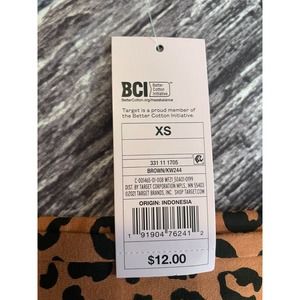 BCI Better Cotton Initiative
BetterCotton.org/massbalance
Target is a proud member of
the Better Cotton Initiative.
XS
331 11 1705
BROWN/KW244
DIST. BY TARGET CORPORATION MPLS, MN 55403
©2021 TARGET BRANDS, INC. SHOP TARGET.COM
ORIGIN: INDONESIA
1 91904 76241 2
$12.00